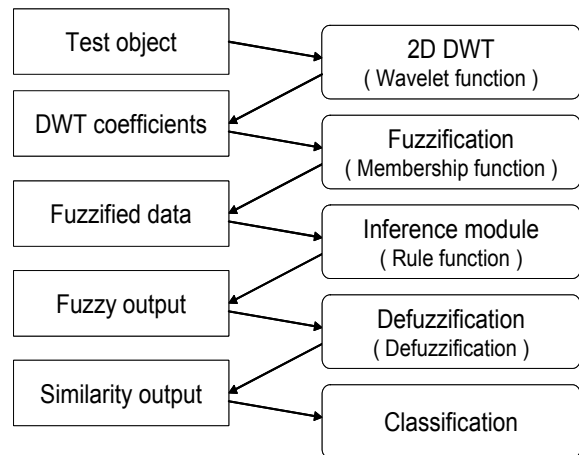 Test object
2D DWT
( Wavelet function )
DWT coefficients
Fuzzification
( Membership function )
Fuzzified data
Inference module
( Rule function )
Fuzzy output
Defuzzification
( Defuzzification )
Similarity output
Classification